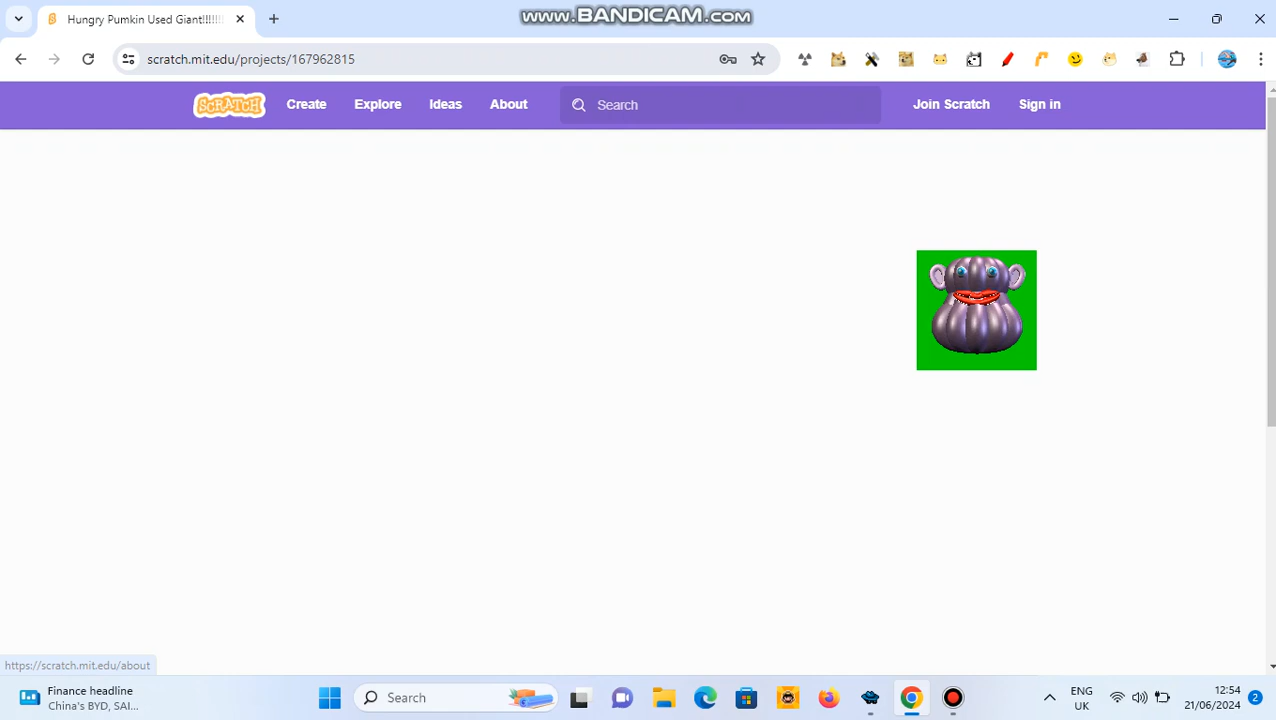 Hungry Pumkin Used Giant!!!!!!
WWW.BANDICAM.COM
scratch.mit.edu/projects/167962815
SCRATCH
Create
Explore
Ideas
About
Search
Join Scratch
Sign in
https://scratch.mit.edu/about
Finance headline
China's BYD, SAI...
Search
ENG
UK
12:54
21/06/2024
2